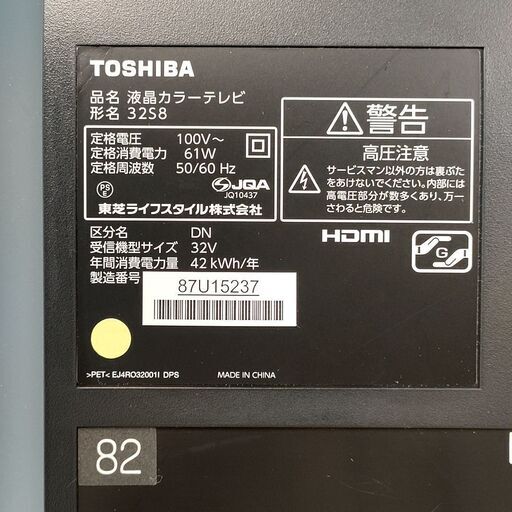 TOSHIBA
品名 液晶カラーテレビ
形名 32S8
定格電圧 100V～
定格消費電力 61W
定格周波数 50/60 Hz
PS
E
JQA
JQ10437
東芝ライフスタイル株式会社
警告
高圧注意
サービスマン以外の方は裏ぶた
をあけないでください。内部には
高電圧部分が数多くあり、万一
さわると危険です。
区分名 DN
受信機型サイズ 32V
年間消費電力量 42 kWh/年
製造番号
87U15237
HDMI
G
>PET< EJ4RO32001I DPS
MADE IN CHINA
82